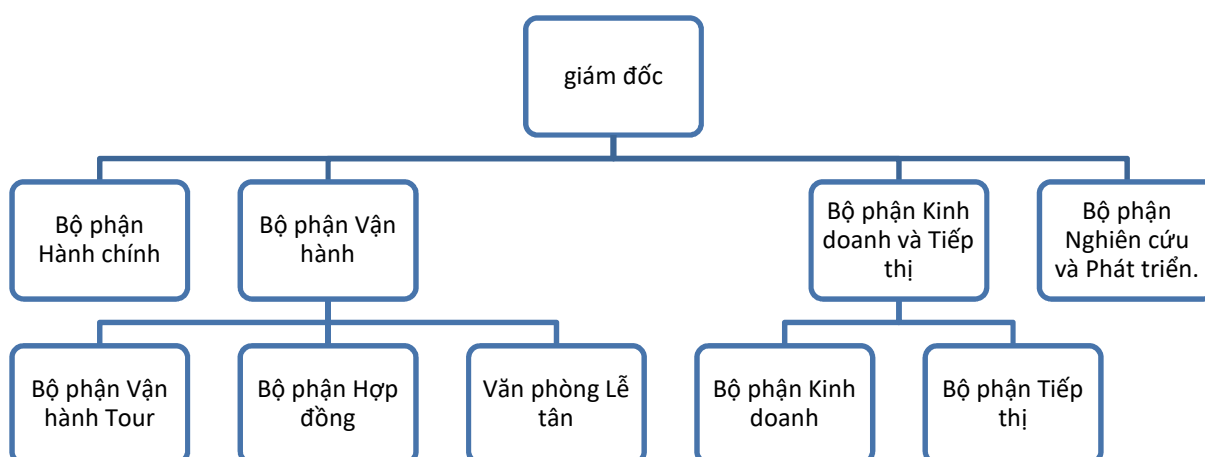 giám đốc
Bộ phận
Hành chính
Bộ phận Vận
hành
Bộ phận Kinh
doanh và Tiếp
thị
Bộ phận
Nghiên cứu
và Phát triển.
Bộ phận Vận
hành Tour
Bộ phận Hợp
đồng
Văn phòng Lễ
tân
Bộ phận Kinh
doanh
Bộ phận Tiếp
thị